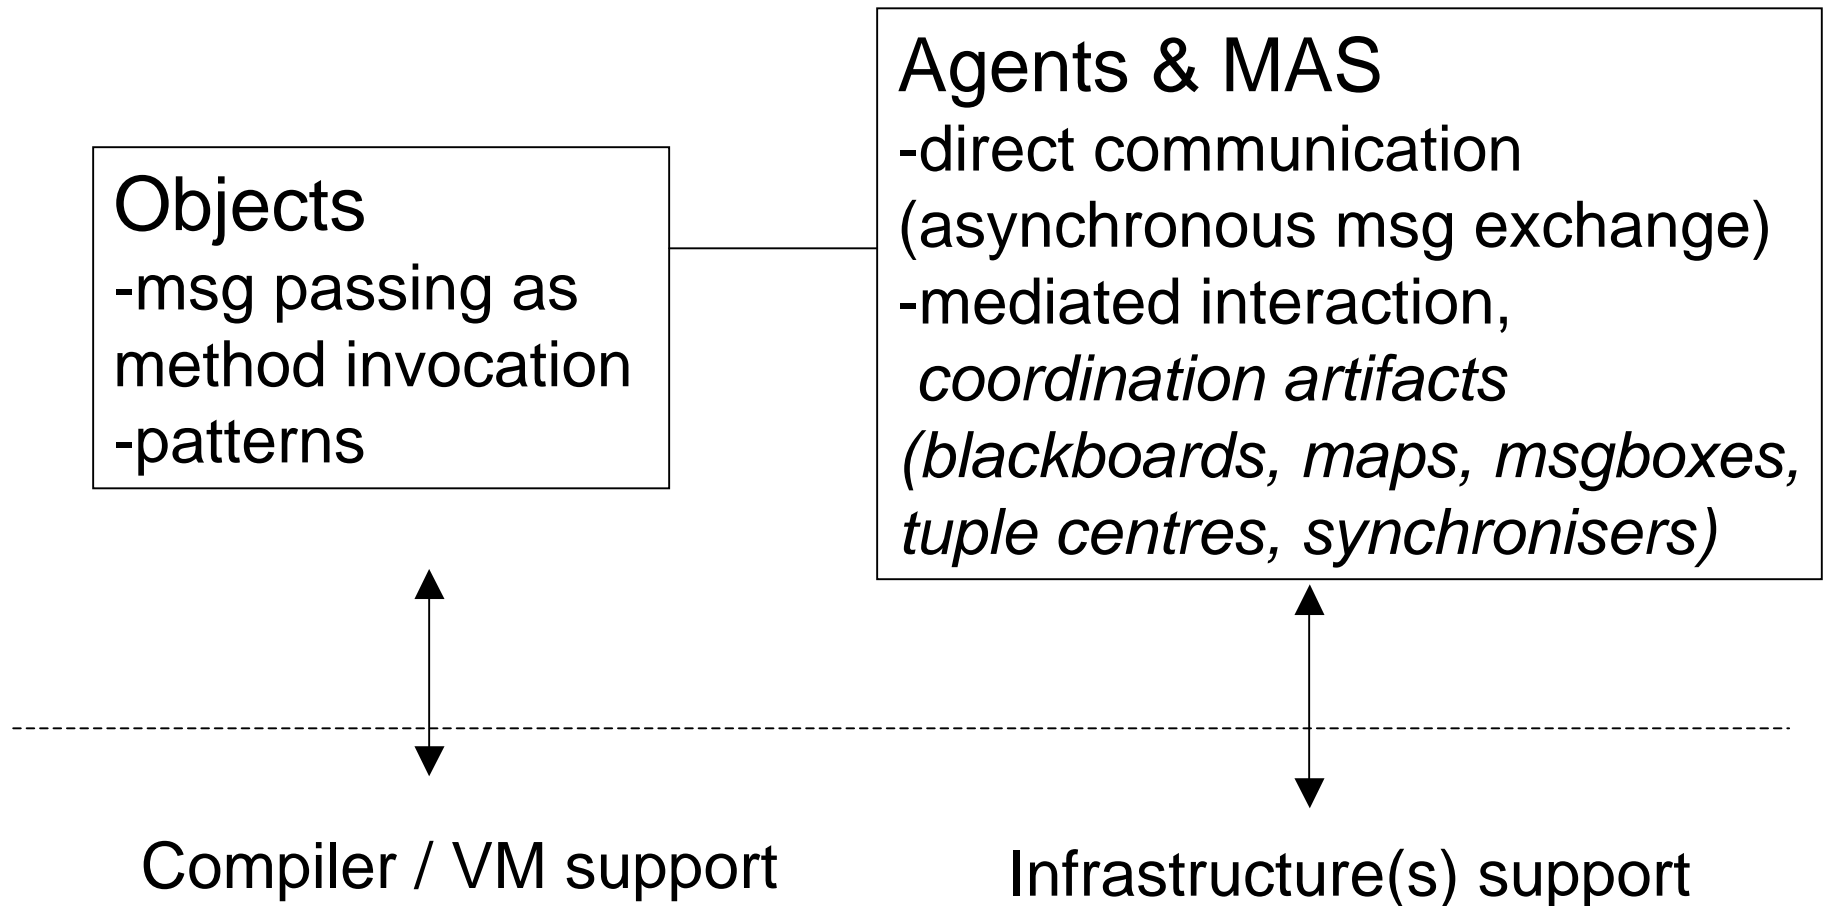 Objects
-msg passing as
method invocation
-patterns
Agents & MAS
-direct communication
(asynchronous msg exchange)
-mediated interaction,
coordination artifacts
(blackboards, maps, msgboxes,
tuple centres, synchronisers)
Compiler / VM support
Infrastructure(s) support